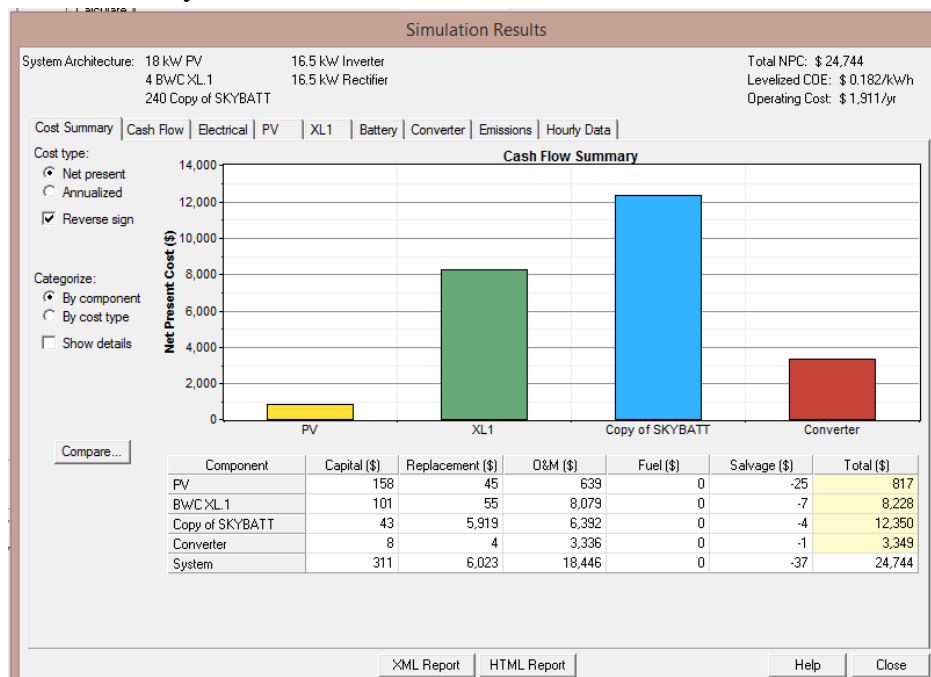 Calculate
Simulation Results
System Architecture: 18 kW PV 16.5 kW Inverter Total NPC: $ 24,744
4 BWC XL.1 16.5 kW Rectifier Levelized COE: $ 0.182/kWh
240 Copy of SKYBATT Operating Cost: $ 1,911/yr
Cost Summary Cash Flow Electrical PV XL1 Battery Converter Emissions Hourly Data
Cost type:
Net present
Annualized
Reverse sign
Categorize:
By component
By cost type
Show details
Compare...
Cash Flow Summary
Net Present Cost ($)
14,000
12,000
10,000
8,000
6,000
4,000
2,000
0
PV XL1 Copy of SKYBATT Converter
Component Capital ($) Replacement ($) O&M ($) Fuel ($) Salvage ($) Total ($)
PV 158 45 639 0 -25 817
BWC XL.1 101 55 8,079 0 -7 8,228
Copy of SKYBATT 43 5,919 6,392 0 -4 12,350
Converter 8 4 3,336 0 -1 3,349
System 311 6,023 18,446 0 -37 24,744
XML Report HTML Report Help Close